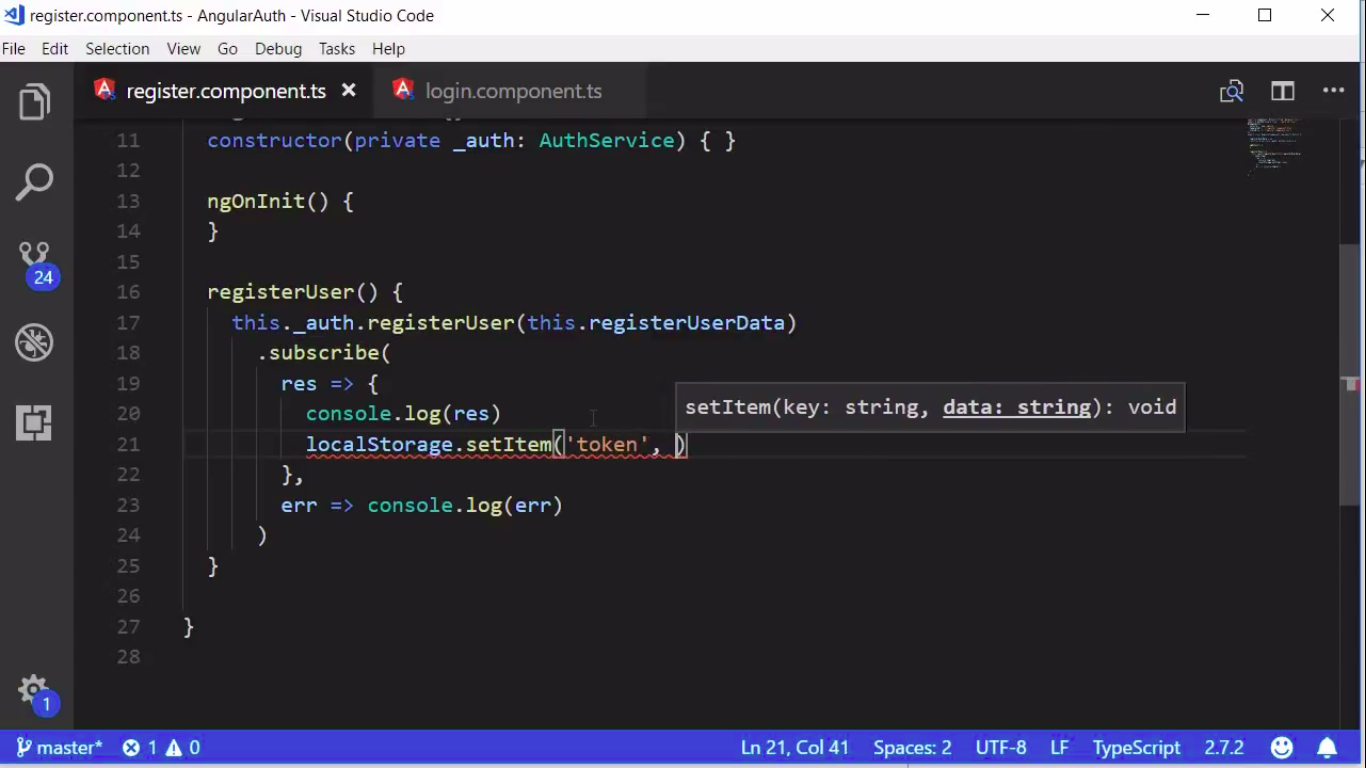 register.component.ts - AngularAuth - Visual Studio Code
File Edit Selection View Go Debug Tasks Help
register.component.ts login.component.ts
11 constructor(private _auth: AuthService) { }
12
13 ngOnInit() {
14 }
15
16 registerUser() {
17 this._auth.registerUser(this.registerUserData)
18 .subscribe(
19 res => {
20 console.log(res)
setItem(key: string, data: string): void
21 localStorage.setItem('token', )
22 },
23 err => console.log(err)
24 )
25 }
26
27 }
28
24
1
master* 1 0 Ln 21, Col 41 Spaces: 2 UTF-8 LF TypeScript 2.7.2